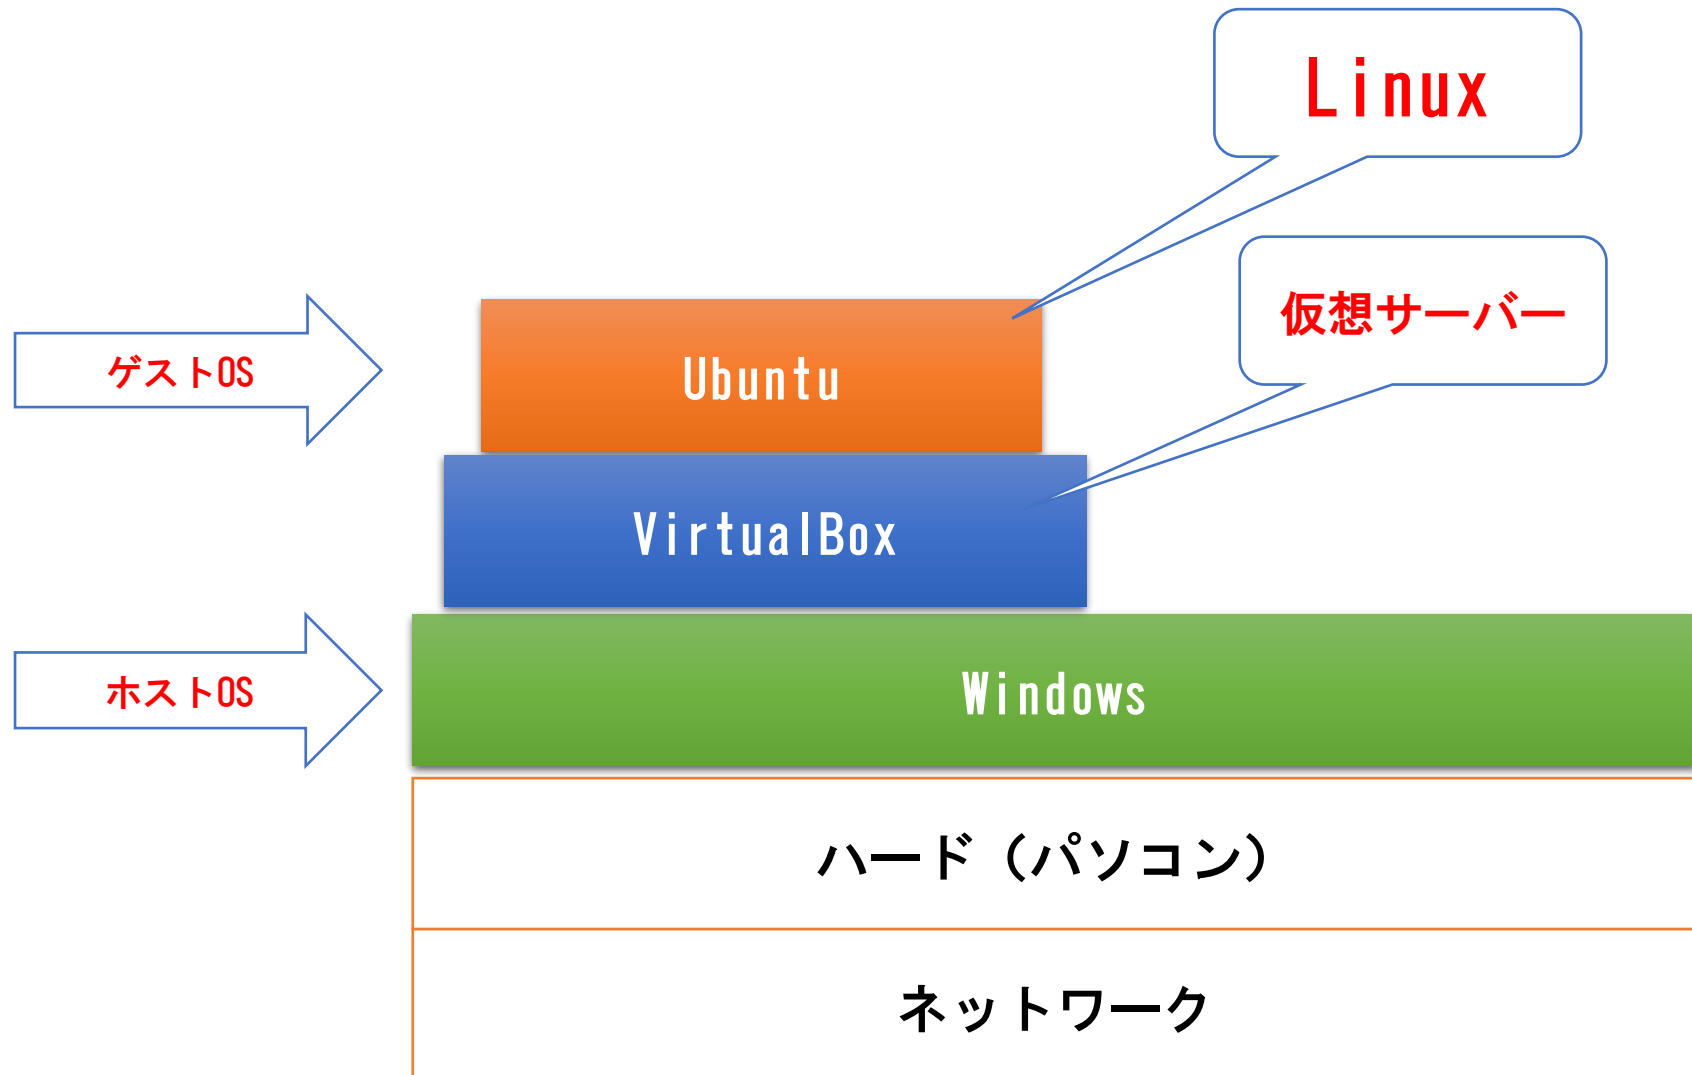 Linux
仮想サーバー
ゲストOS
Ubuntu
VirtualBox
ホストOS
Windows
ハード（パソコン）
ネットワーク